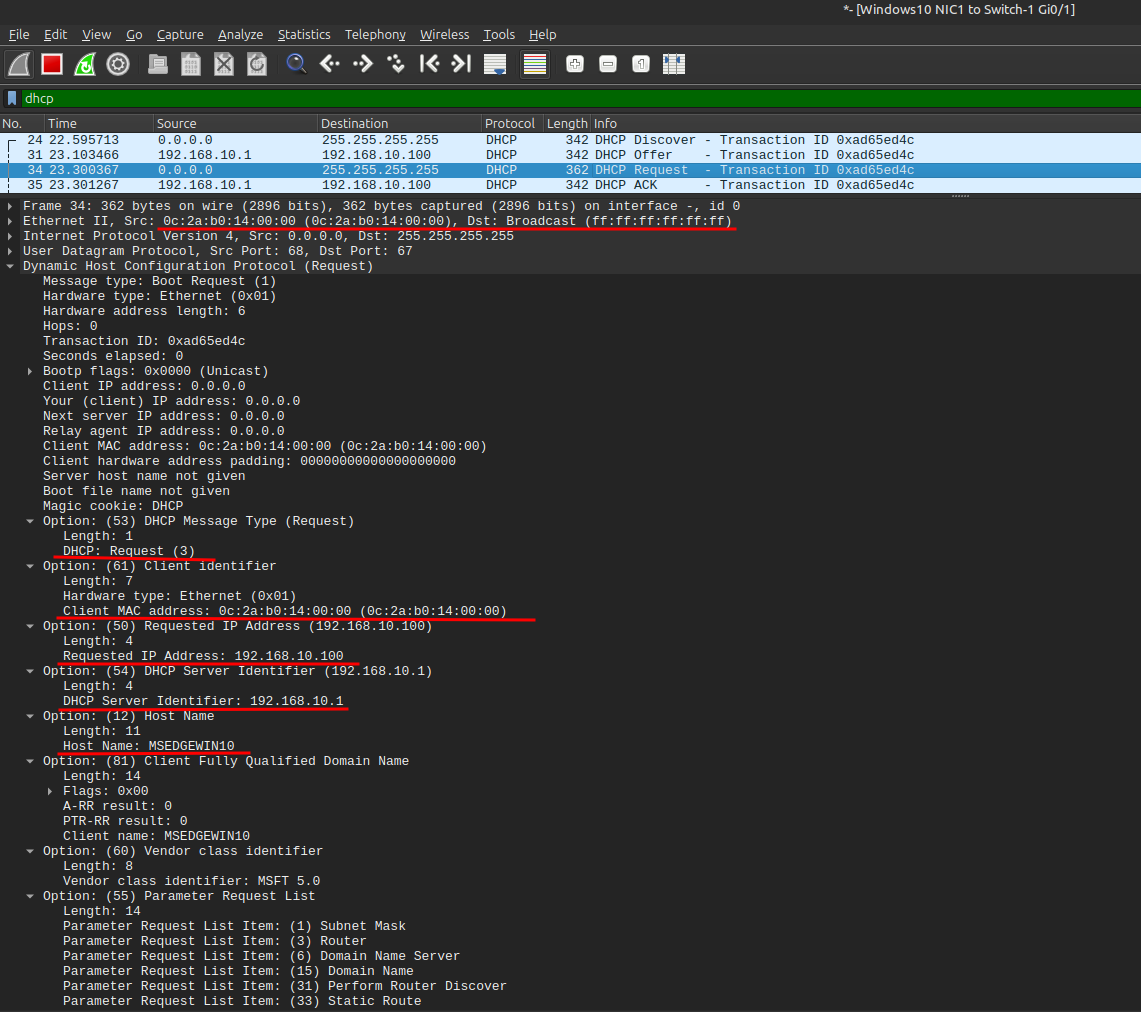 *- [Windows10 NIC1 to Switch-1 Gi0/1]
File Edit View Go Capture Analyze Statistics Telephony Wireless Tools Help
dhcp
No. Time Source Destination Protocol Length Info
24 22.595713 0.0.0.0 255.255.255.255 DHCP 342 DHCP Discover - Transaction ID 0xad65ed4c
31 23.103466 192.168.10.1 192.168.10.100 DHCP 342 DHCP Offer - Transaction ID 0xad65ed4c
34 23.300367 0.0.0.0 255.255.255.255 DHCP 362 DHCP Request - Transaction ID 0xad65ed4c
35 23.301267 192.168.10.1 192.168.10.100 DHCP 342 DHCP ACK - Transaction ID 0xad65ed4c
Frame 34: 362 bytes on wire (2896 bits), 362 bytes captured (2896 bits) on interface -, id 0
Ethernet II, Src: 0c:2a:b0:14:00:00 (0c:2a:b0:14:00:00), Dst: Broadcast (ff:ff:ff:ff:ff:ff)
Internet Protocol Version 4, Src: 0.0.0.0, Dst: 255.255.255.255
User Datagram Protocol, Src Port: 68, Dst Port: 67
Dynamic Host Configuration Protocol (Request)
Message type: Boot Request (1)
Hardware type: Ethernet (0x01)
Hardware address length: 6
Hops: 0
Transaction ID: 0xad65ed4c
Seconds elapsed: 0
Bootp flags: 0x0000 (Unicast)
Client IP address: 0.0.0.0
Your (client) IP address: 0.0.0.0
Next server IP address: 0.0.0.0
Relay agent IP address: 0.0.0.0
Client MAC address: 0c:2a:b0:14:00:00 (0c:2a:b0:14:00:00)
Client hardware address padding: 00000000000000000000
Server host name not given
Boot file name not given
Magic cookie: DHCP
Option: (53) DHCP Message Type (Request)
Length: 1
DHCP: Request (3)
Option: (61) Client identifier
Length: 7
Hardware type: Ethernet (0x01)
Client MAC address: 0c:2a:b0:14:00:00 (0c:2a:b0:14:00:00)
Option: (50) Requested IP Address (192.168.10.100)
Length: 4
Requested IP Address: 192.168.10.100
Option: (54) DHCP Server Identifier (192.168.10.1)
Length: 4
DHCP Server Identifier: 192.168.10.1
Option: (12) Host Name
Length: 11
Host Name: MSEDGEWIN10
Option: (81) Client Fully Qualified Domain Name
Length: 14
Flags: 0x00
A-RR result: 0
PTR-RR result: 0
Client name: MSEDGEWIN10
Option: (60) Vendor class identifier
Length: 8
Vendor class identifier: MSFT 5.0
Option: (55) Parameter Request List
Length: 14
Parameter Request List Item: (1) Subnet Mask
Parameter Request List Item: (3) Router
Parameter Request List Item: (6) Domain Name Server
Parameter Request List Item: (15) Domain Name
Parameter Request List Item: (31) Perform Router Discover
Parameter Request List Item: (33) Static Route